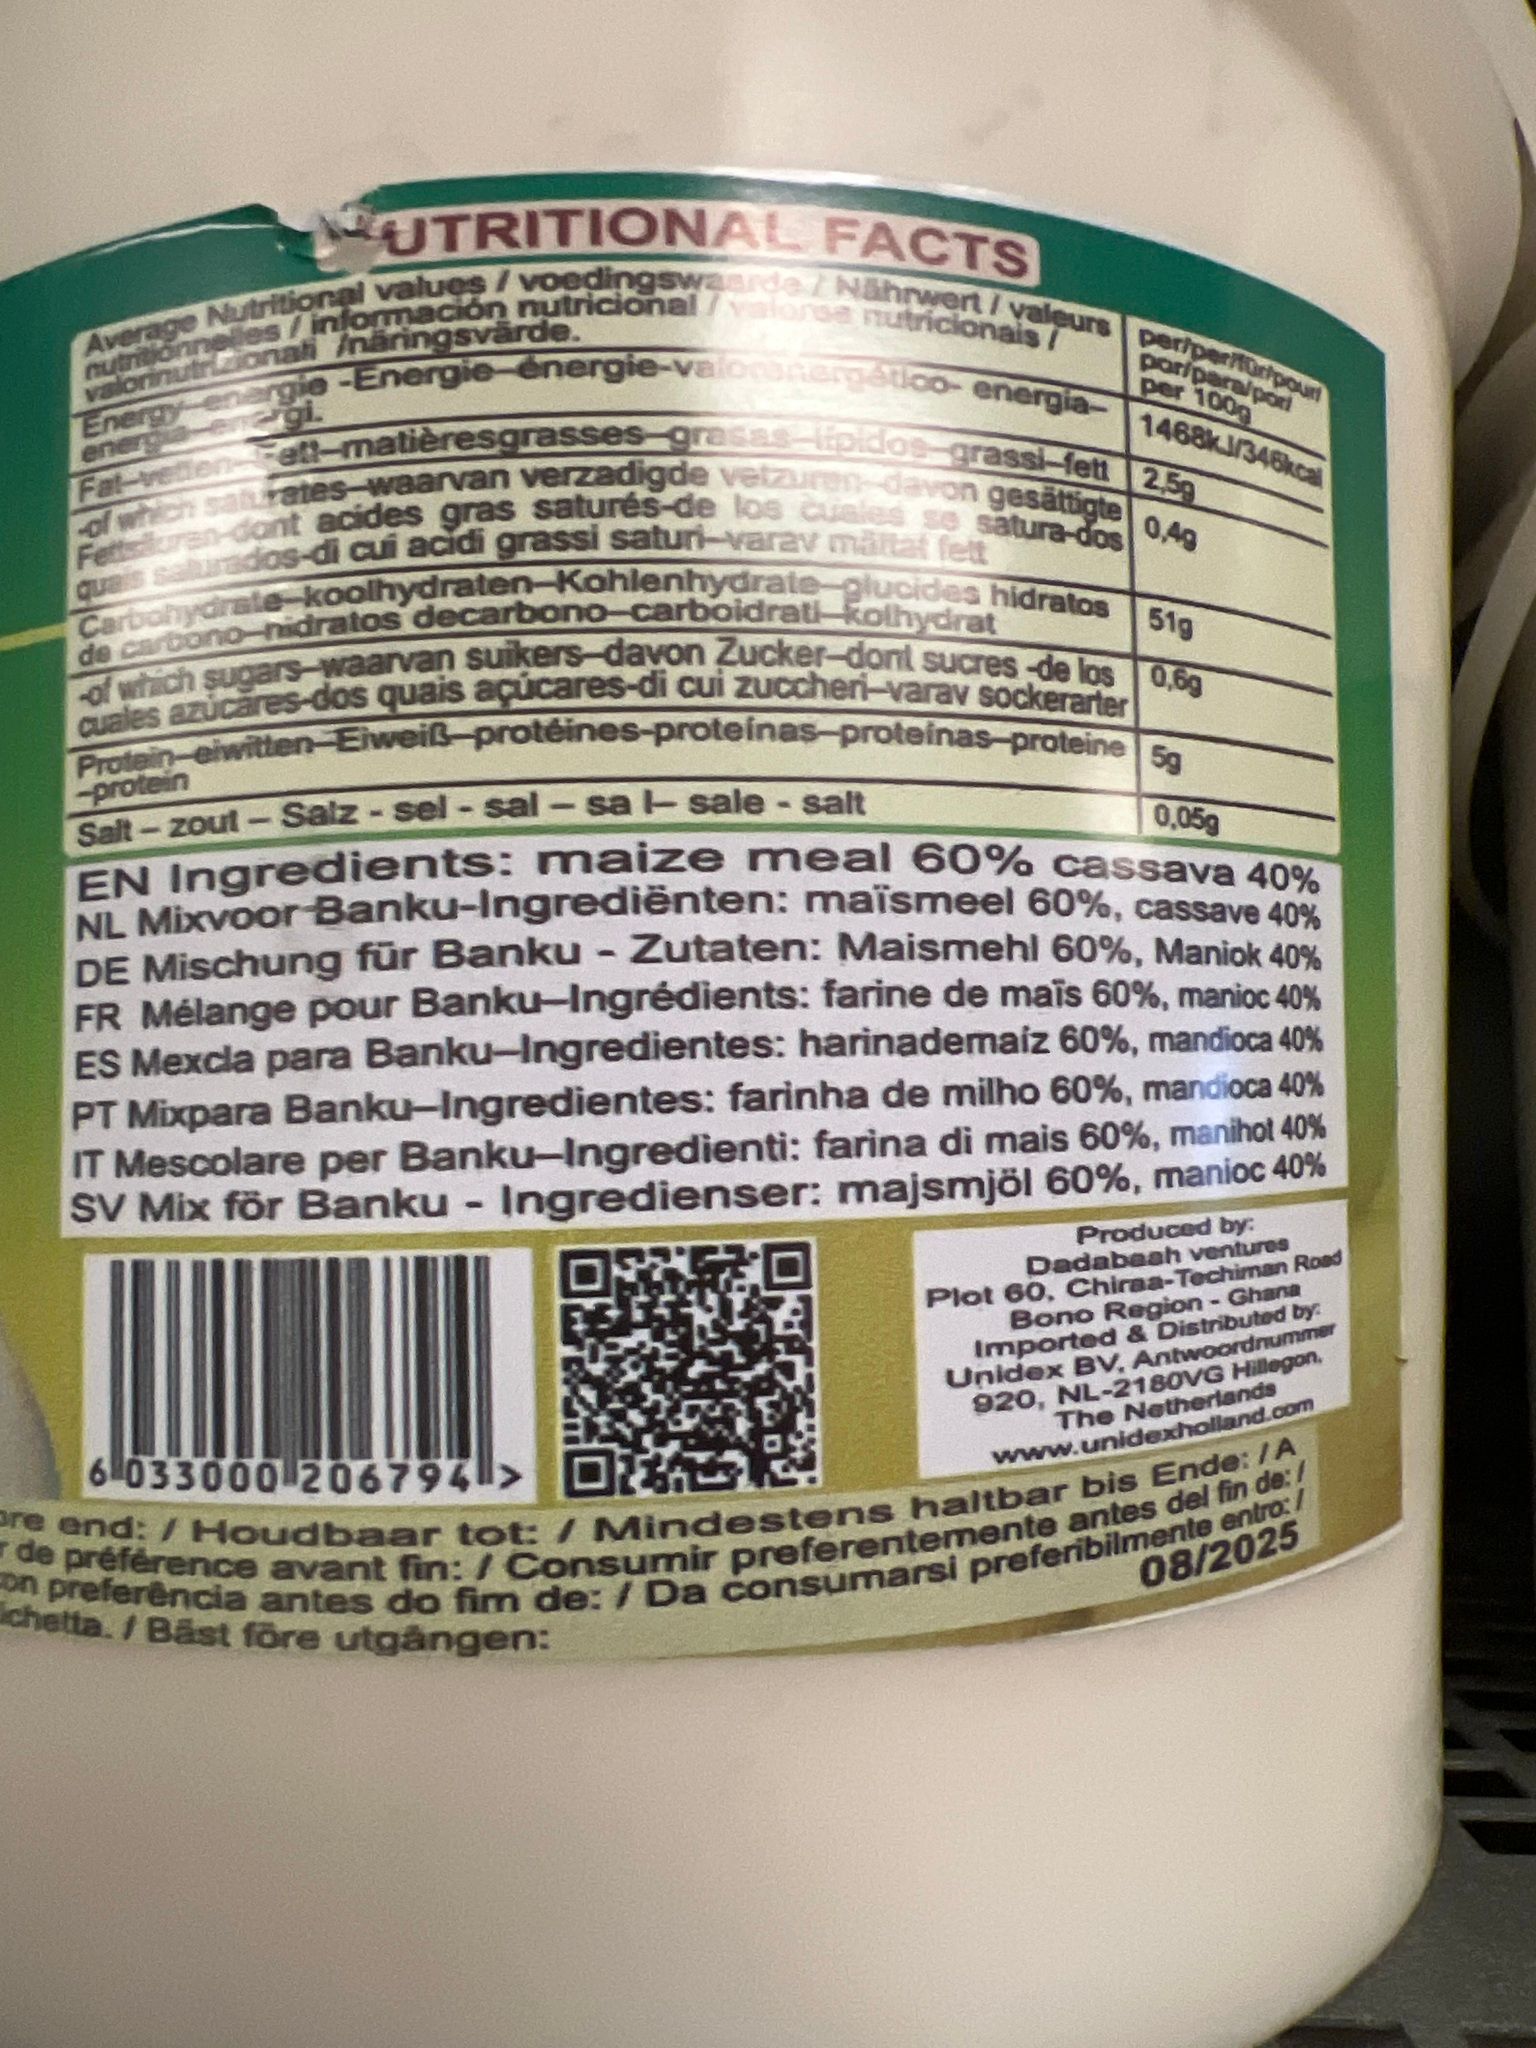 UTRITIONAL FACTS
Average Nutritional values / voedingswaarde / Nährwert / valeurs
nutritionnelles / información nutricional / valores nutricionais /
valorinutrizionali /näringsvärde.
per/per/für/pour/
por/para/por/
per 100g
Energy-energie -Energie-énergie-valorenergético- energia-
energia-energi.
1468kJ/346kcal
Fat-vetten-Fett-matièresgrasses-grasas-lípidos-grassi-fett
2,5g
-of which saturates-waarvan verzadigde vetzuren-davon gesättigte
Fettsäuren-dont acides gras saturés-de los cuales se satura-dos
quais saturados-di cui acidi grassi saturi-varav mättat fett
0,4g
Carbohydrate-koolhydraten-Kohlenhydrate-glucides hidratos
de carbono-hidratos decarbono-carboidrati-kolhydrat
51g
-of which sugars-waarvan suikers-davon Zucker-dont sucres -de los
cuales azúcares-dos quais açúcares-di cui zuccheri-varav sockerarter
0,6g
Protein-eiwitten-Eiweiß-protéines-proteínas-proteínas-proteine
-protein
5g
Salt – zout – Salz - sel - sal – sa l– sale - salt
0,05g
EN Ingredients: maize meal 60% cassava 40%
NL Mixvoor Banku-Ingrediënten: maïsmeel 60%, cassave 40%
DE Mischung für Banku - Zutaten: Maismehl 60%, Maniok 40%
FR Mélange pour Banku–Ingrédients: farine de maïs 60%, manioc 40%
ES Mexcla para Banku–Ingredientes: harinademaíz 60%, mandioca 40%
PT Mixpara Banku–Ingredientes: farinha de milho 60%, mandioca 40%
IT Mescolare per Banku–Ingredienti: farina di mais 60%, manihot 40%
SV Mix för Banku - Ingredienser: majsmjöl 60%, manioc 40%
6 033000 206794 >
Produced by:
Dadabaah ventures
Plot 60, Chiraa-Techiman Road
Bono Region - Ghana
Imported & Distributed by:
Unidex BV, Antwoordnummer
920, NL-2180VG Hillegon,
The Netherlands
www.unidexholland.com
ore end: / Houdbaar tot: / Mindestens haltbar bis Ende: / A
r de préférence avant fin: / Consumir preferentemente antes del fin de: /
con preferência antes do fim de: / Da consumarsi preferibilmente entro: /
ichetta. / Bäst före utgången:
08/2025